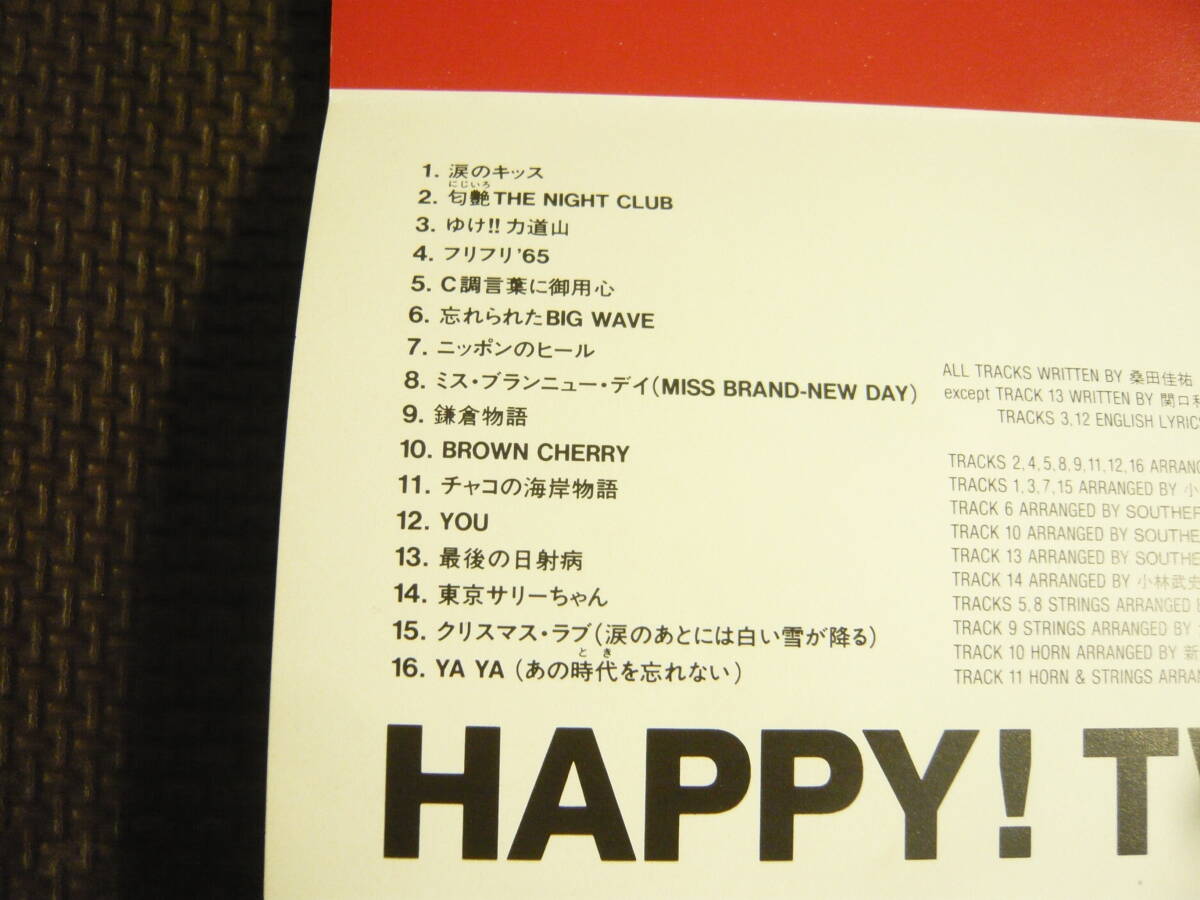 1. 涙のキッス
にじいろ
2. 匂艶 THE NIGHT CLUB
3. ゆけ!! 力道山
4. フリフリ'65
5. C調言葉に御用心
6. 忘れられたBIG WAVE
7. ニッポンのヒール
8. ミス・ブランニュー・デイ(MISS BRAND-NEW DAY)
9. 鎌倉物語
10. BROWN CHERRY
11. チャコの海岸物語
12. YOU
13. 最後の日射病
14. 東京サリーちゃん
15. クリスマス・ラブ(涙のあとには白い雪が降る)
とき
16. YA YA (あの時代を忘れない)
ALL TRACKS WRITTEN BY 桑田佳祐
except TRACK 13 WRITTEN BY 関口和
TRACKS 3,12 ENGLISH LYRICS
TRACKS 2,4,5,8,9,11,12,16 ARRANG
TRACKS 1,3,7,15 ARRANGED BY 小
TRACK 6 ARRANGED BY SOUTHER
TRACK 10 ARRANGED BY SOUTHE
TRACK 13 ARRANGED BY SOUTHE
TRACK 14 ARRANGED BY 小林武史
TRACKS 5,8 STRINGS ARRANGED
TRACK 9 STRINGS ARRANGED BY
TRACK 10 HORN ARRANGED BY 新
TRACK 11 HORN & STRINGS ARRAN
HAPPY! TW